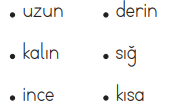 • uzun • derin
• kalın • sığ
• ince • kısa